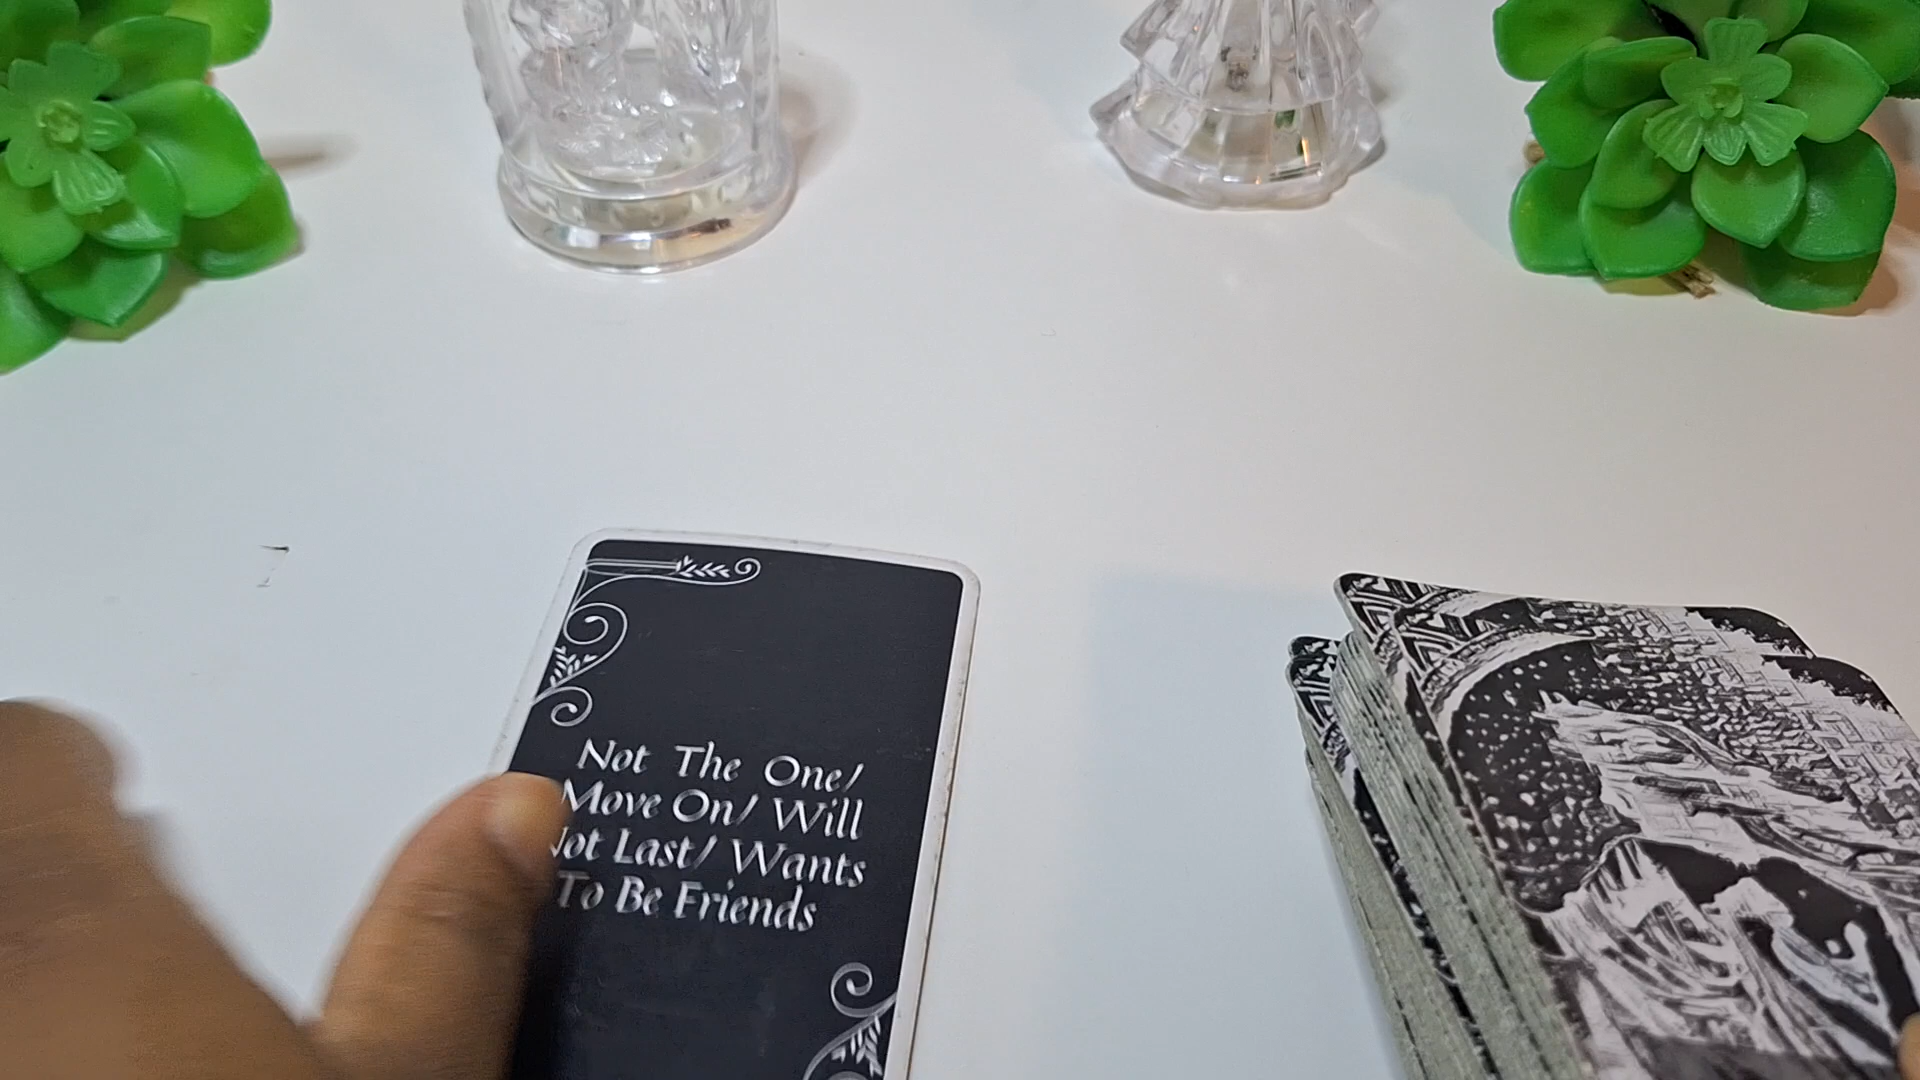 Not The One/
Move On/ Will
Not Last/ Wants
To Be Friends